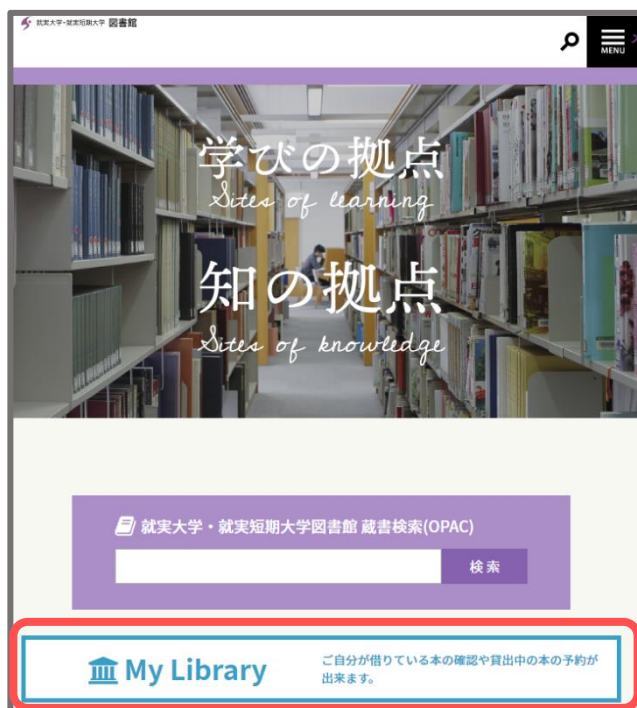 就実大学・就実短期大学 図書館
MENU
学びの拠点
Sites of learning
知の拠点
Sites of knowledge
就実大学・就実短期大学図書館 蔵書検索(OPAC)
検索
My Library
ご自分が借りている本の確認や貸出中の本の予約が
出来ます。